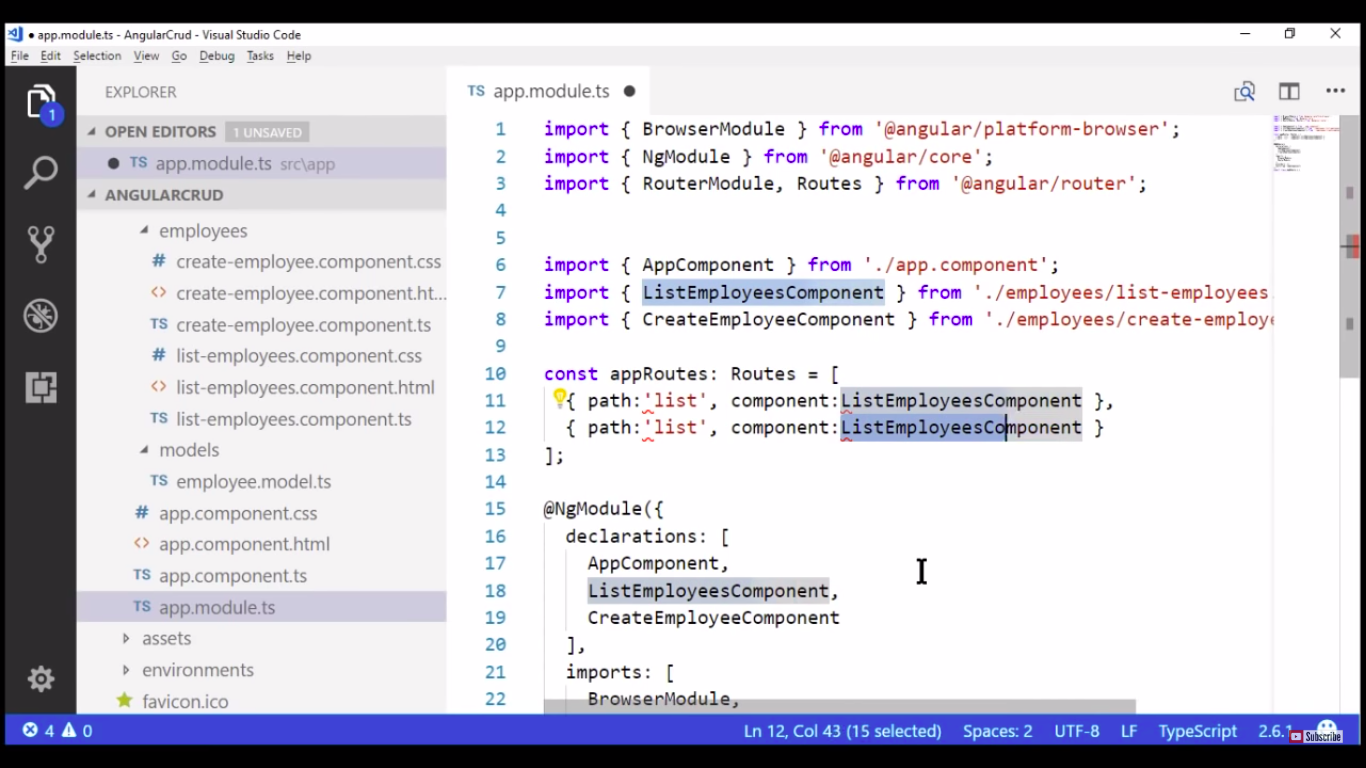 app.module.ts - AngularCrud - Visual Studio Code
File Edit Selection View Go Debug Tasks Help
1
EXPLORER
OPEN EDITORS 1 UNSAVED
TS app.module.ts src\app
ANGULARCRUD
employees
# create-employee.component.css
<> create-employee.component.ht...
TS create-employee.component.ts
# list-employees.component.css
<> list-employees.component.html
TS list-employees.component.ts
models
TS employee.model.ts
# app.component.css
<> app.component.html
TS app.component.ts
TS app.module.ts
assets
environments
favicon.ico
TS app.module.ts
1 import { BrowserModule } from '@angular/platform-browser';
2 import { NgModule } from '@angular/core';
3 import { RouterModule, Routes } from '@angular/router';
4
5
6 import { AppComponent } from './app.component';
7 import { ListEmployeesComponent } from './employees/list-employees.
8 import { CreateEmployeeComponent } from './employees/create-employe
9
10 const appRoutes: Routes = [
11 { path:'list', component:ListEmployeesComponent },
12 { path:'list', component:ListEmployeesComponent }
13 ];
14
15 @NgModule({
16 declarations: [
17 AppComponent,
18 ListEmployeesComponent,
19 CreateEmployeeComponent
20 ],
21 imports: [
22 BrowserModule,
4 0 Ln 12, Col 43 (15 selected) Spaces: 2 UTF-8 LF TypeScript 2.6.1
Subscribe